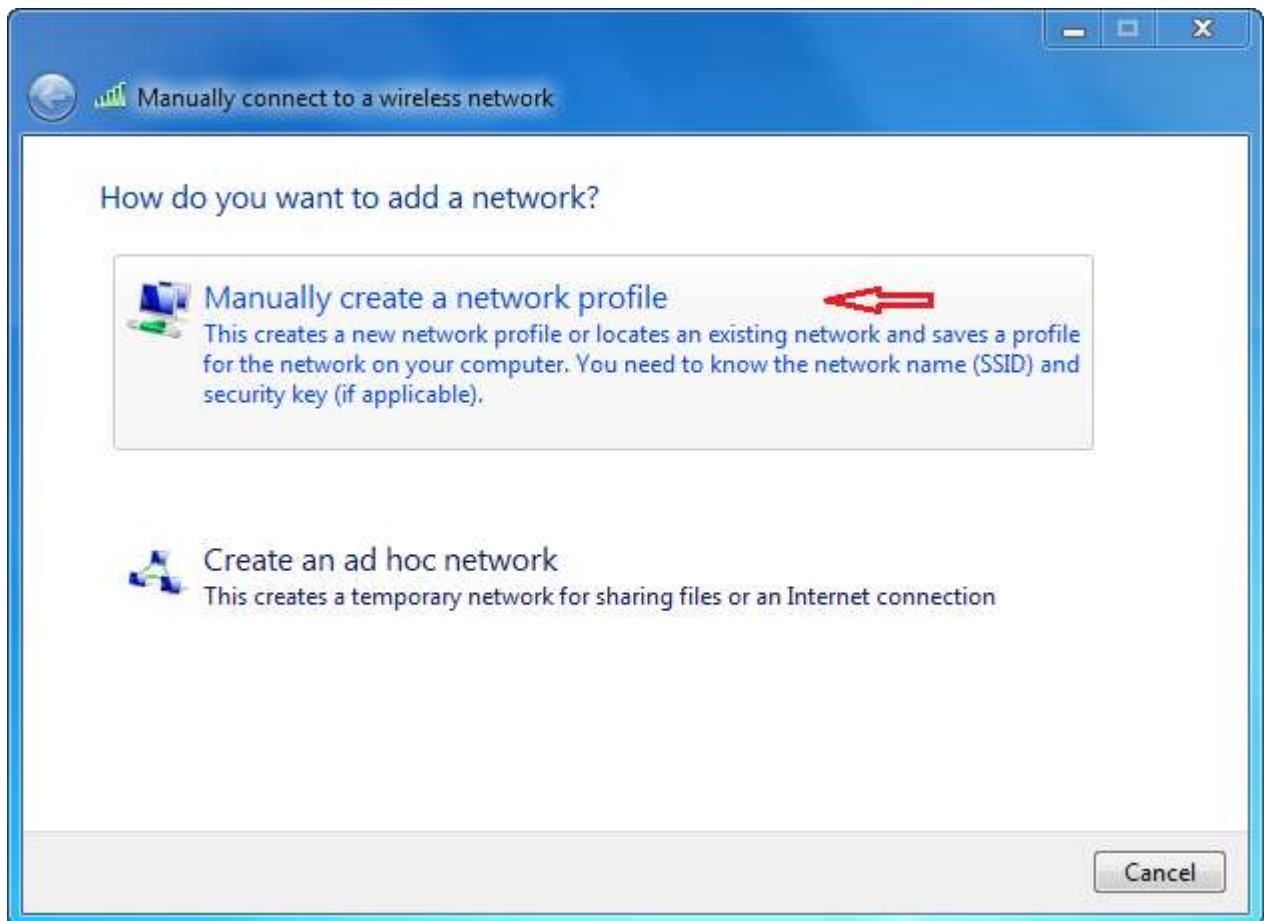 Manually connect to a wireless network
How do you want to add a network?
Manually create a network profile
This creates a new network profile or locates an existing network and saves a profile
for the network on your computer. You need to know the network name (SSID) and
security key (if applicable).
Create an ad hoc network
This creates a temporary network for sharing files or an Internet connection
Cancel